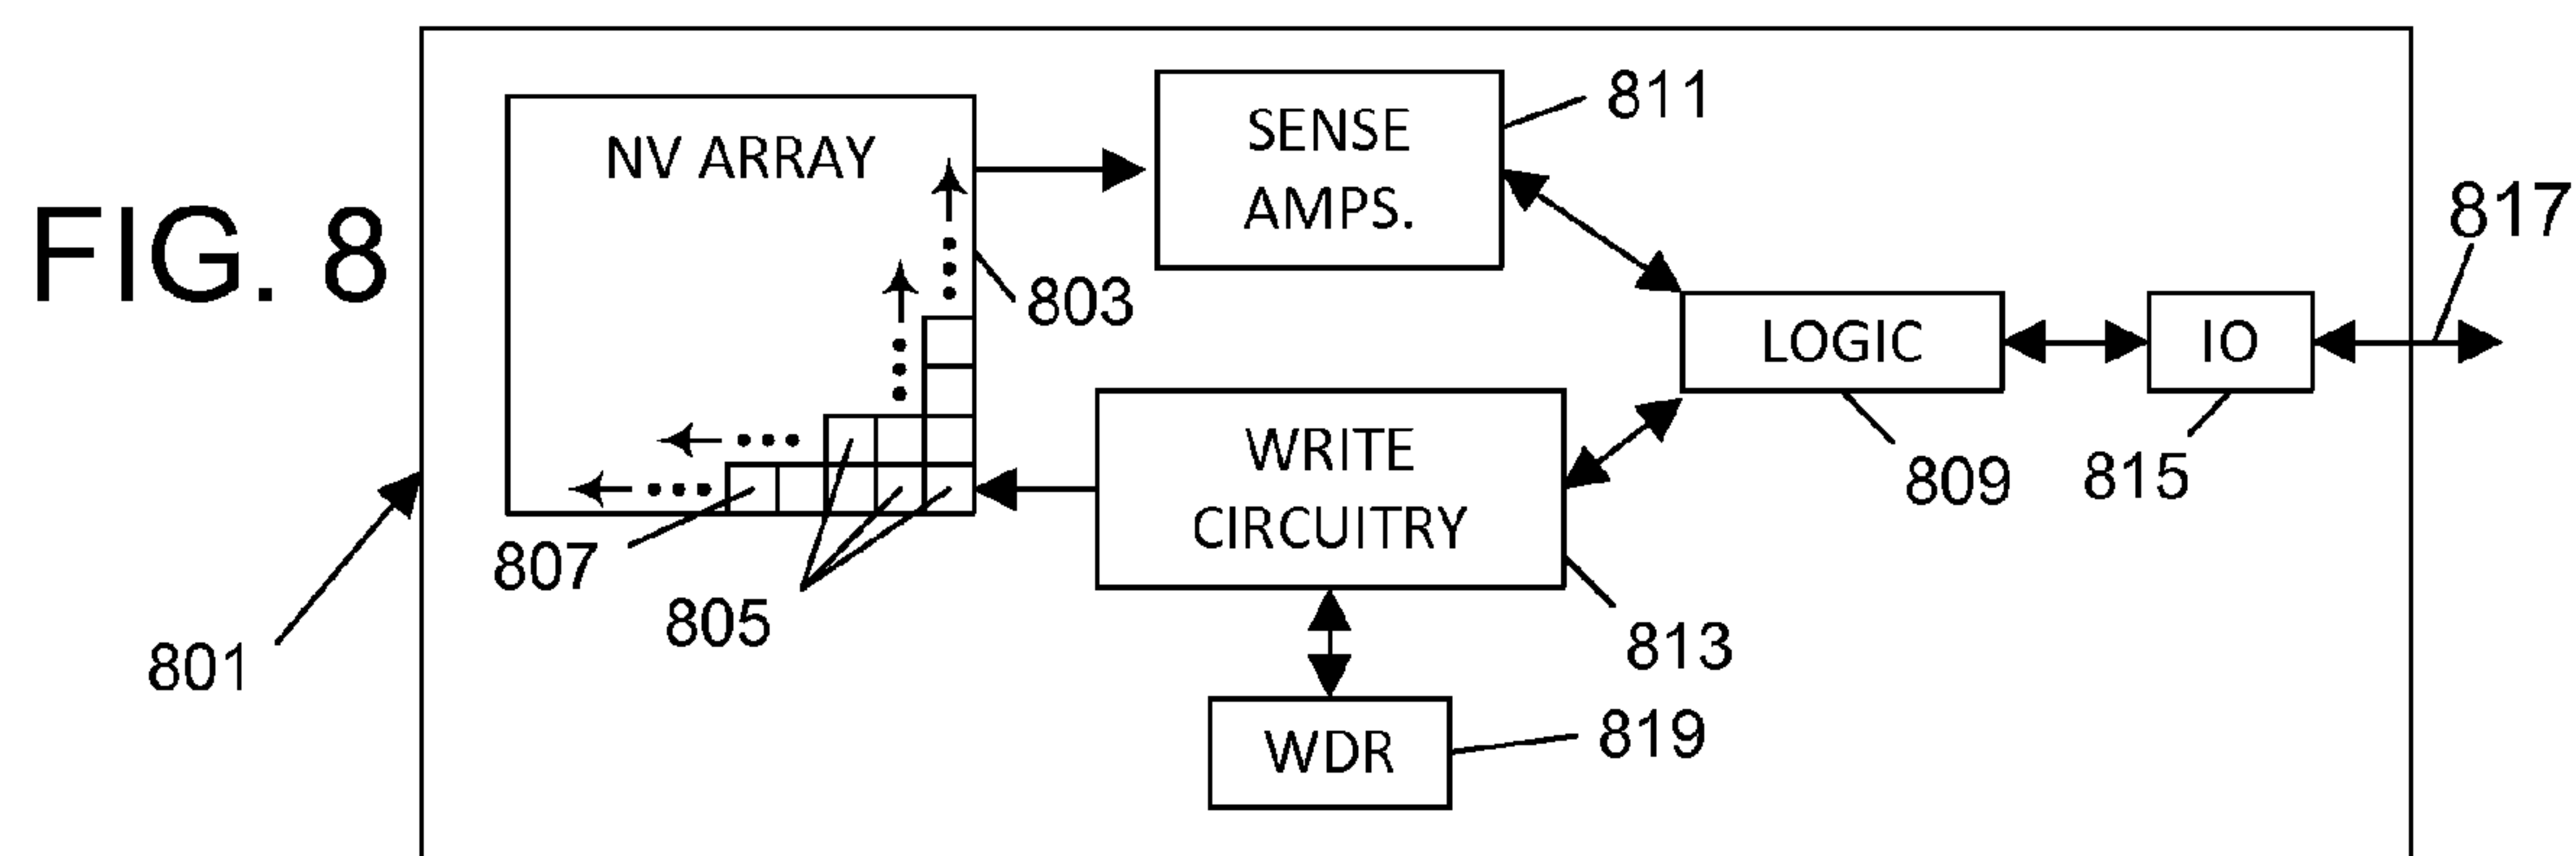 FIG. 8
NV ARRAY
SENSE
AMPS.
811
817
803
LOGIC
IO
WRITE
CIRCUITRY
809
815
807
805
801
813
WDR
819